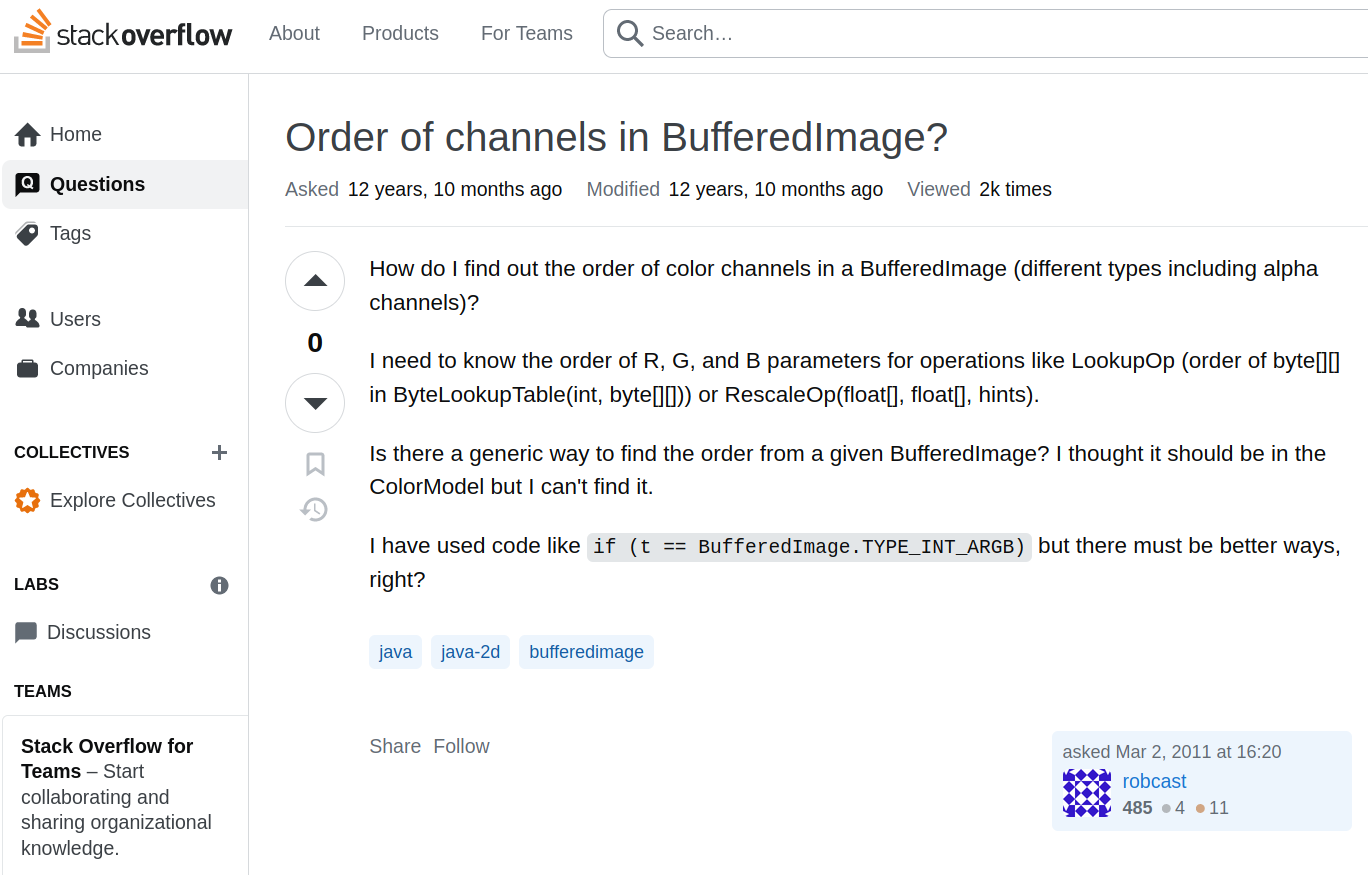 stackoverflow
About
Products
For Teams
Search…
Home
Questions
Tags
Users
Companies
COLLECTIVES
Explore Collectives
LABS
Discussions
TEAMS
Stack Overflow for
Teams – Start
collaborating and
sharing organizational
knowledge.
Order of channels in BufferedImage?
Asked 12 years, 10 months ago Modified 12 years, 10 months ago Viewed 2k times
0
How do I find out the order of color channels in a BufferedImage (different types including alpha
channels)?
I need to know the order of R, G, and B parameters for operations like LookupOp (order of byte[][]
in ByteLookupTable(int, byte[][])) or RescaleOp(float[], float[], hints).
Is there a generic way to find the order from a given BufferedImage? I thought it should be in the
ColorModel but I can't find it.
I have used code like if (t == BufferedImage.TYPE_INT_ARGB) but there must be better ways,
right?
java java-2d bufferedimage
Share Follow
asked Mar 2, 2011 at 16:20
robcast
485 4 11